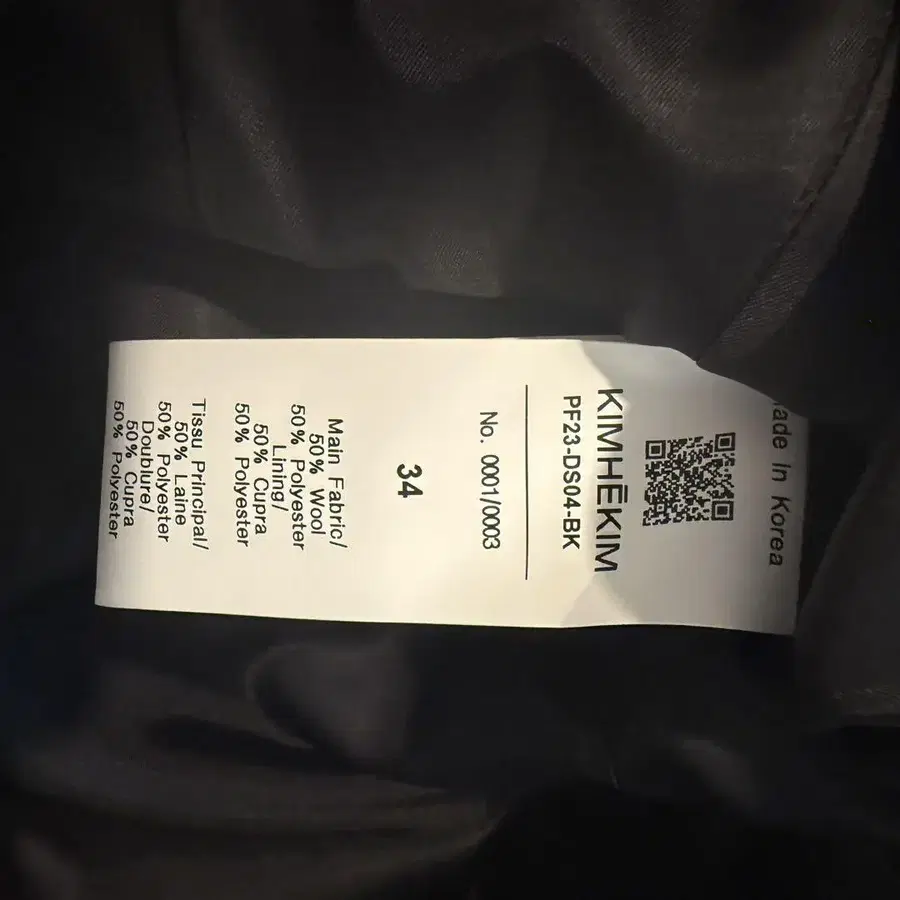 ade in Korea
KIMHĒKIM
PF23-DS04-BK
No. 0001/0003
34
Main Fabric/
50% Wool
50% Polyester
Lining/
50% Cupra
50% Polyester
Tissu Principal/
50% Laine
50% Polyester
Doublure/
50% Cupra
50% Polyester